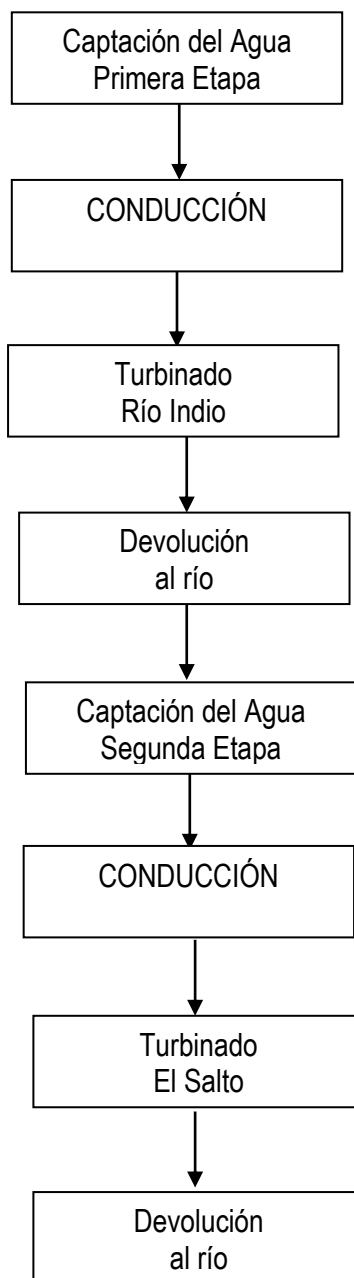 Captación del Agua
Primera Etapa
CONDUCCIÓN
Turbinado
Río Indio
Devolución
al río
Captación del Agua
Segunda Etapa
CONDUCCIÓN
Turbinado
El Salto
Devolución
al río